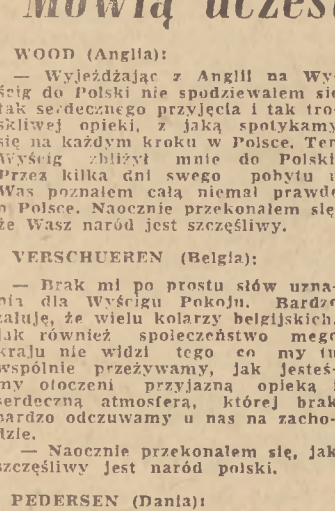 Mówią uczest
WOOD (Anglia):
— Wyjeżdżając z Anglii na Wy-
ścig do Polski nie spodziewałem się
tak serdecznego przyjęcia i tak tro-
skliwej opieki, z jaką spotykamy
się na każdym kroku w Polsce. Ten
Wyścig zbliżył mnie do Polski
Przez kilka dni swego pobytu u
Was poznałem całą niemal prawdę
o Polsce. Naocznie przekonałem się
że Wasz naród jest szczęśliwy.
VERSCHUEREN (Belgia):
— Brak mi po prostu słów uzna-
nia dla Wyścigu Pokoju. Bardzo
żałuję, że wielu kolarzy belgijskich,
jak również społeczeństwo mego
kraju nie widzi tego co my tu
wspólnie przeżywamy, jak jesteś-
my otoczeni przyjazną opieką i
serdeczną atmosferą, której brak
bardzo odczuwamy u nas na zacho-
dzie.
— Naocznie przekonałem się, jak
szczęśliwy jest naród polski.
PEDERSEN (Dania):